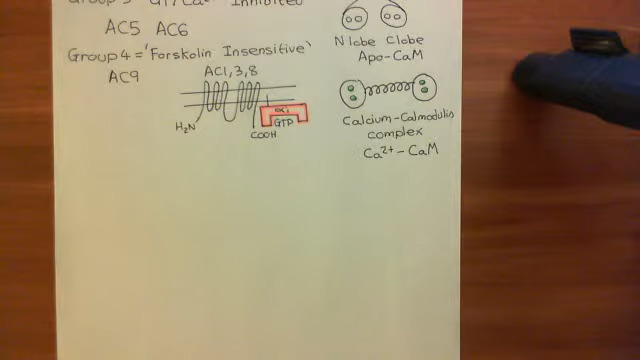 AC5 AC6
Group 4 = 'Forskolin Insensitive'
AC9
AC1,3,8
H₂N
COOH
αi
GTP
N lobe C lobe
Apo-CaM
Calcium-Calmodulin
complex
Ca²⁺-CaM